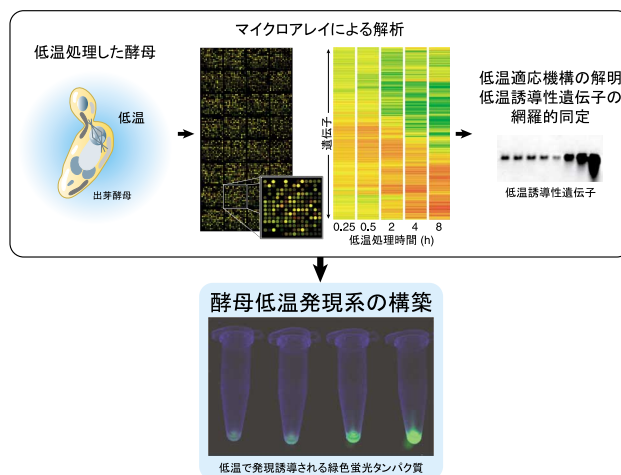 マイクロアレイによる解析
低温処理した酵母
低温
出芽酵母
遺伝子
0.25 0.5 2 4 8
低温処理時間 (h)
低温適応機構の解明
低温誘導性遺伝子の
網羅的同定
低温誘導性遺伝子
酵母低温発現系の構築
低温で発現誘導される緑色蛍光タンパク質